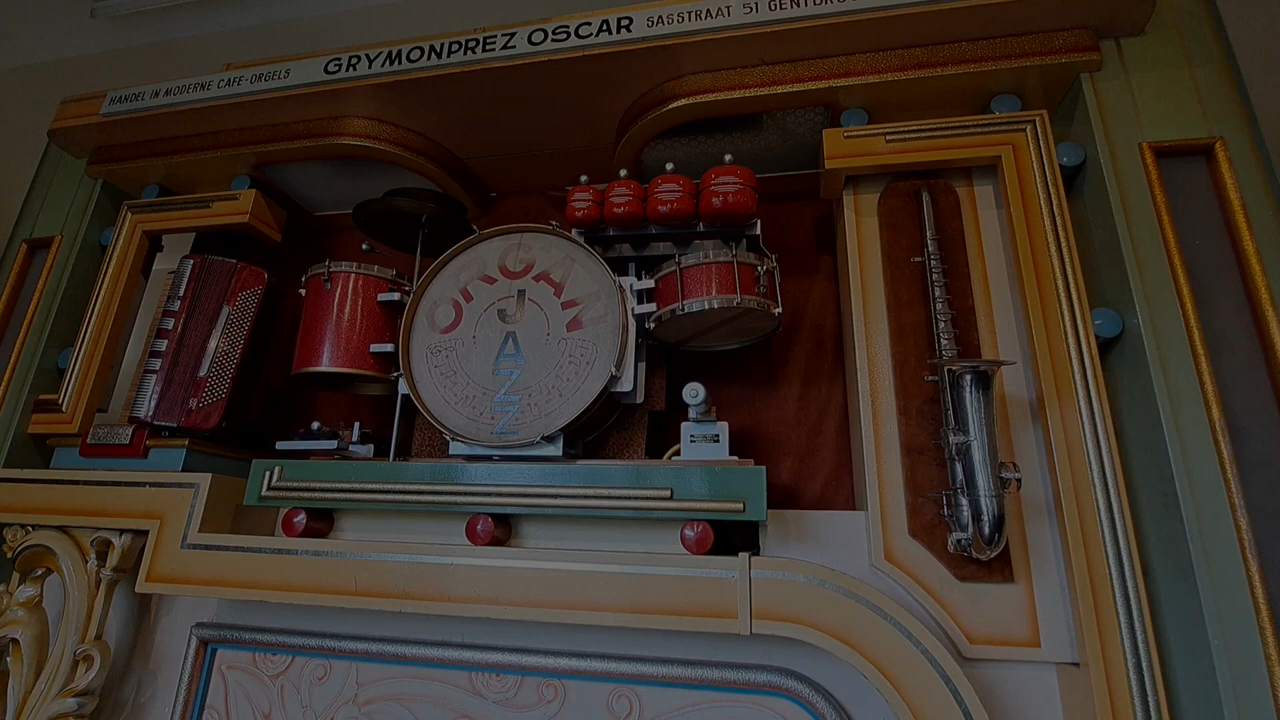 HANDEL IN MODERNE CAFE-ORGELS GRYMONPREZ OSCAR SASSTRAAT 51
ORGAN
JAZZ